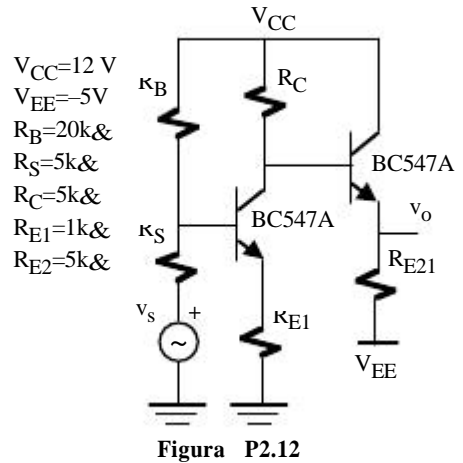 V_CC
V_CC=12 V
V_EE=–5V
R_B=20k&
R_S=5k&
R_C=5k&
R_E1=1k&
R_E2=5k&
R_B
R_C
BC547A
BC547A
v_o
R_S
R_E21
v_s +
~
R_E1
V_EE
Figura P2.12